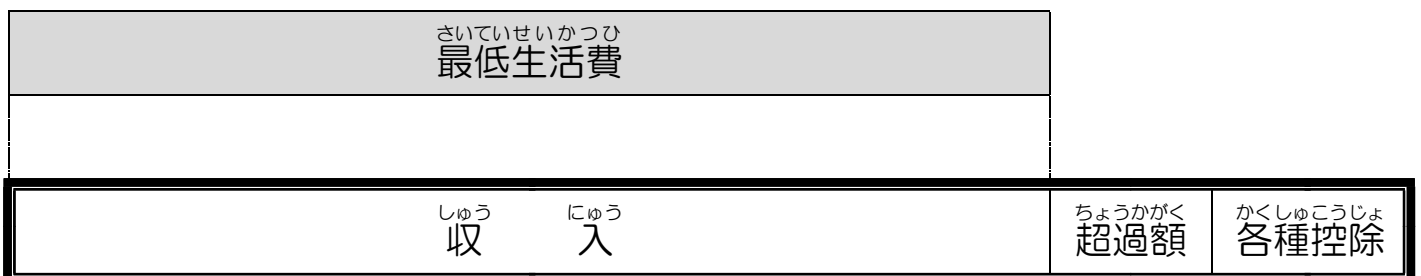 さいていせいかつひ
最低生活費
しゅう にゅう ちょうかがく かくしゅこうじょ
収 入 超過額 各種控除